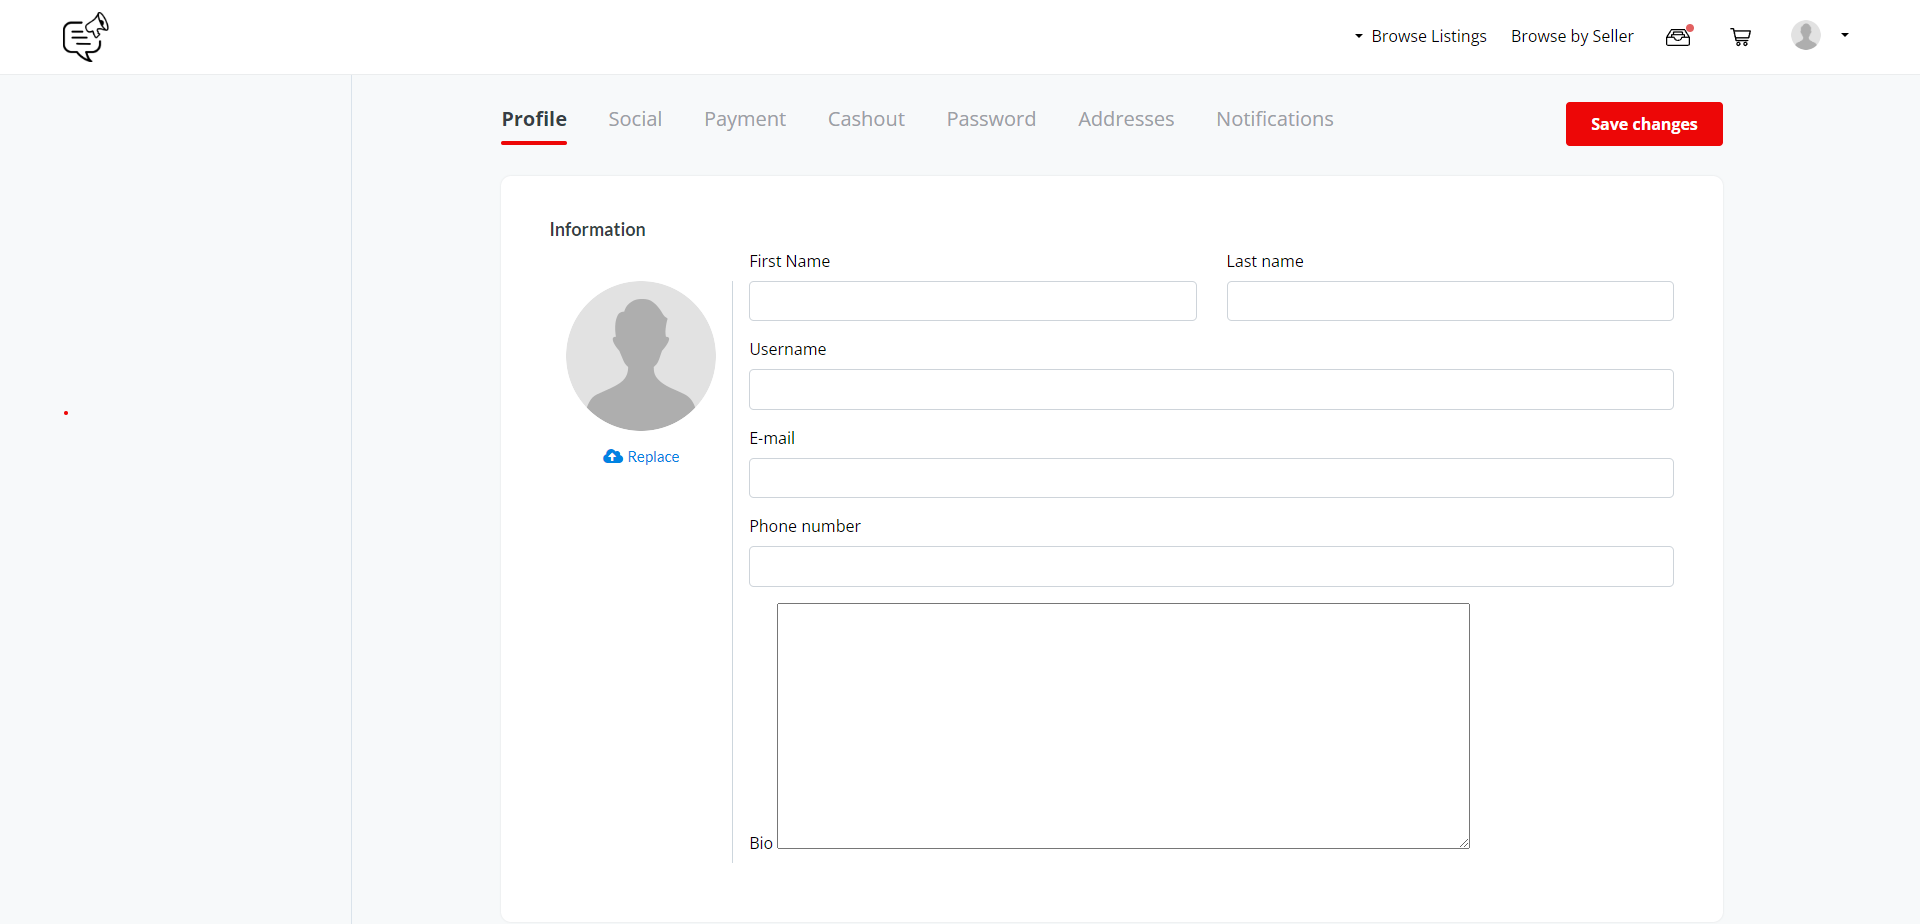 Browse Listings Browse by Seller
Profile Social Payment Cashout Password Addresses Notifications Save changes
Information
First Name Last name
Username
E-mail
Replace
Phone number
Bio